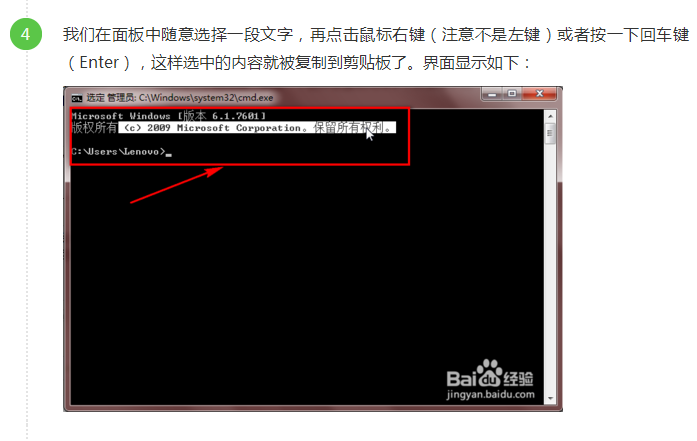 4
我们在面板中随意选择一段文字，再点击鼠标右键（注意不是左键）或者按一下回车键
（Enter），这样选中的内容就被复制到剪贴板了。界面显示如下：
选定 管理员: C:\Windows\system32\cmd.exe
Microsoft Windows [版本 6.1.7601]
版权所有 (c) 2009 Microsoft Corporation。保留所有权利。
C:\Users\Lenovo>_
Bai du 经验
jingyan.baidu.com